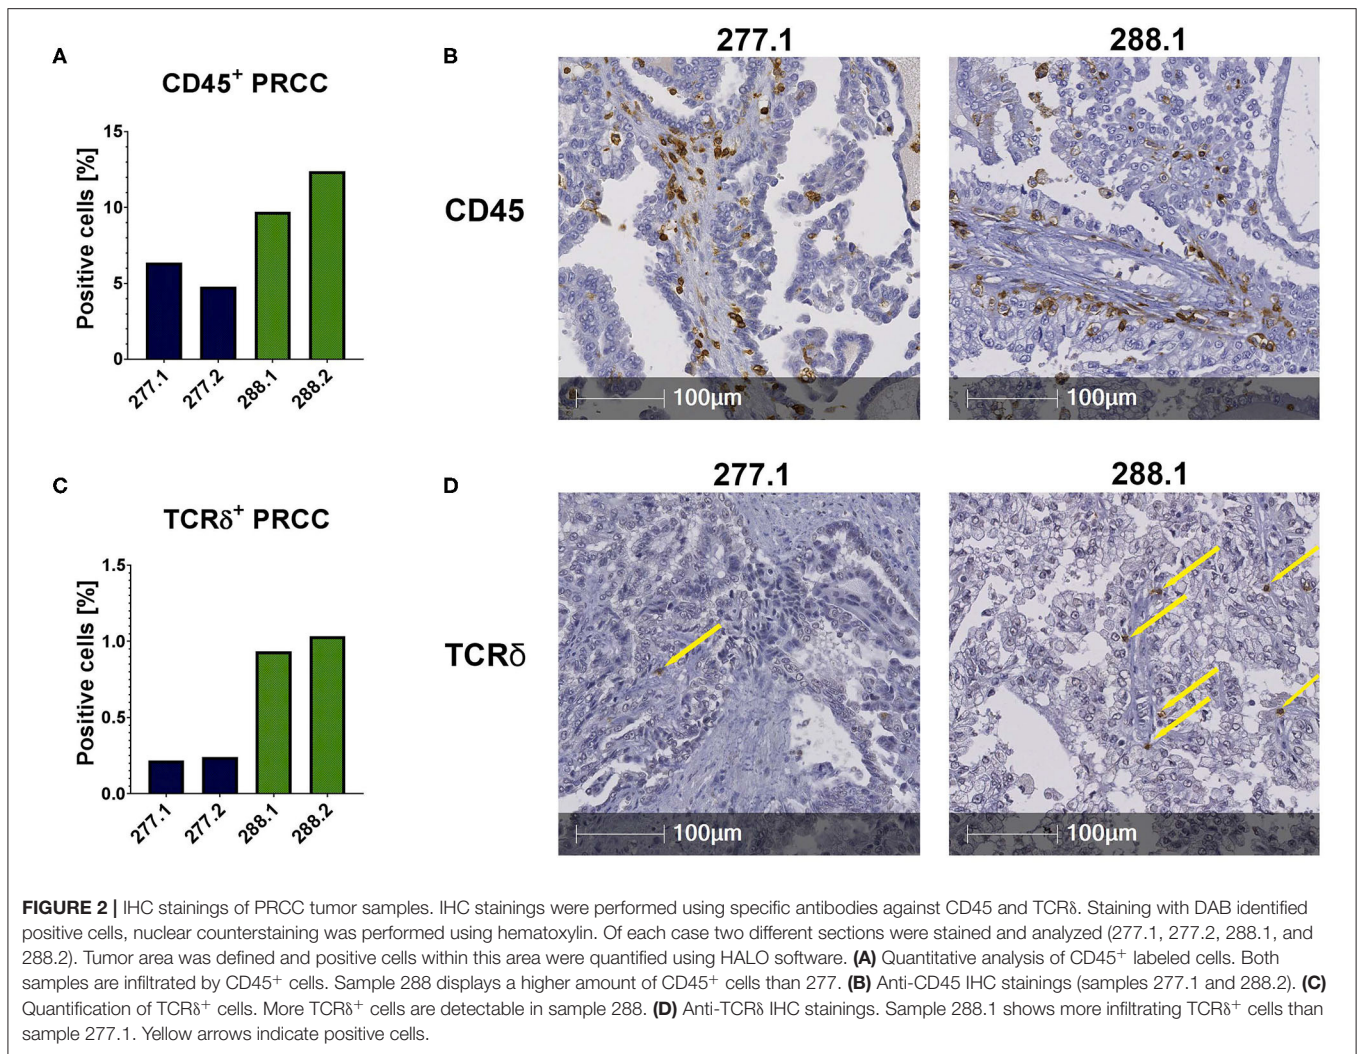 A
CD45⁺ PRCC
Positive cells [%]
15
10
5
0
277.1
277.2
288.1
288.2
B
277.1
288.1
CD45
100µm
100µm
C
TCRδ⁺ PRCC
Positive cells [%]
1.5
1.0
0.5
0.0
277.1
277.2
288.1
288.2
D
277.1
288.1
TCRδ
100µm
100µm
FIGURE 2 | IHC stainings of PRCC tumor samples. IHC stainings were performed using specific antibodies against CD45 and TCRδ. Staining with DAB identified
positive cells, nuclear counterstaining was performed using hematoxylin. Of each case two different sections were stained and analyzed (277.1, 277.2, 288.1, and
288.2). Tumor area was defined and positive cells within this area were quantified using HALO software. (A) Quantitative analysis of CD45⁺ labeled cells. Both
samples are infiltrated by CD45⁺ cells. Sample 288 displays a higher amount of CD45⁺ cells than 277. (B) Anti-CD45 IHC stainings (samples 277.1 and 288.2). (C)
Quantification of TCRδ⁺ cells. More TCRδ⁺ cells are detectable in sample 288. (D) Anti-TCRδ IHC stainings. Sample 288.1 shows more infiltrating TCRδ⁺ cells than
sample 277.1. Yellow arrows indicate positive cells.